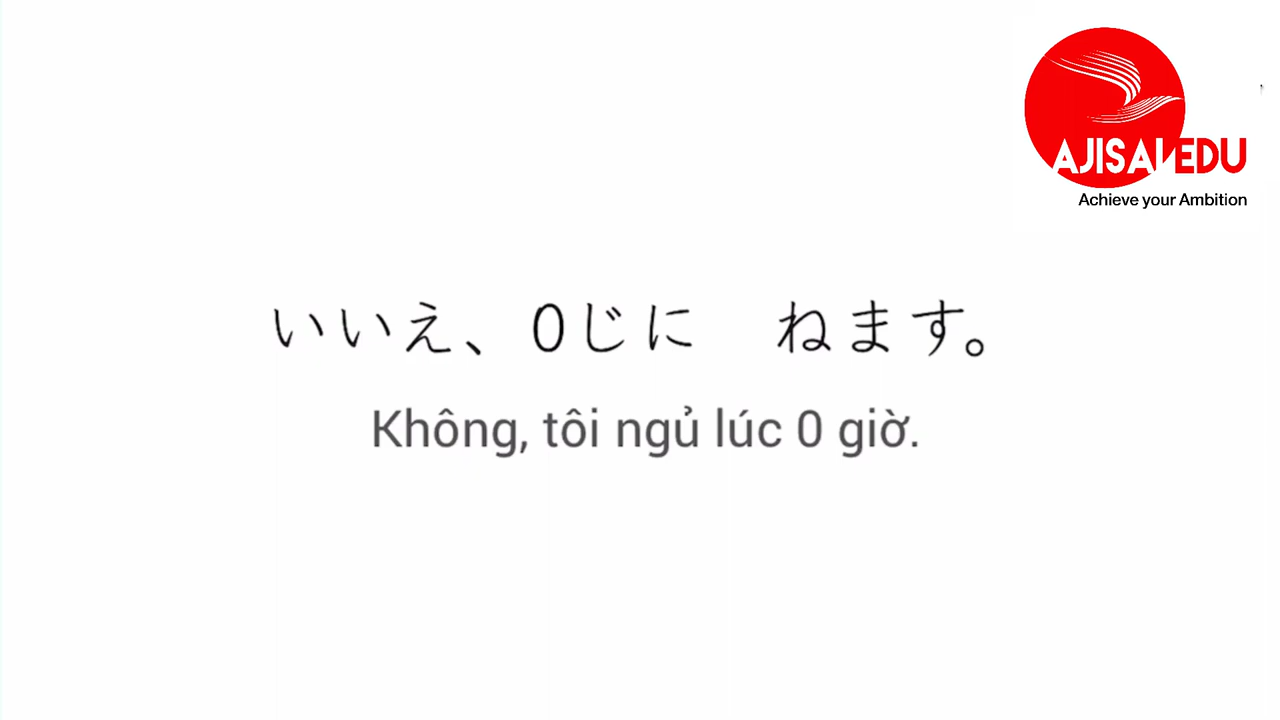 AJISAI EDU
Achieve your Ambition
いいえ、0じに　ねます。
Không, tôi ngủ lúc 0 giờ.